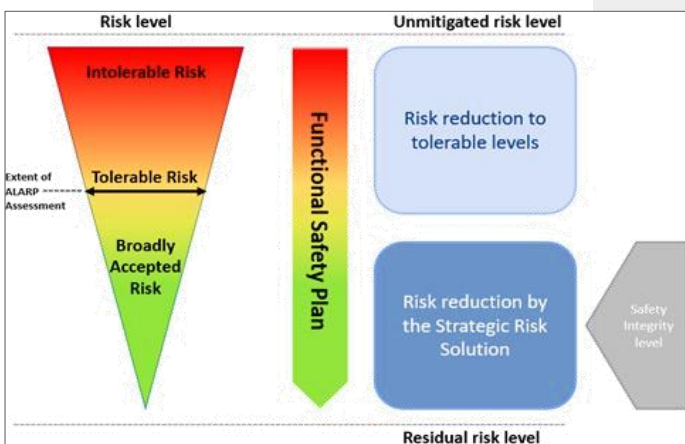 Risk level
Unmitigated risk level
Intolerable Risk
Extent of
ALARP
Assessment
Tolerable Risk
Broadly
Accepted
Risk
Functional Safety Plan
Risk reduction to
tolerable levels
Risk reduction by
the Strategic Risk
Solution
Safety
Integrity
level
Residual risk level